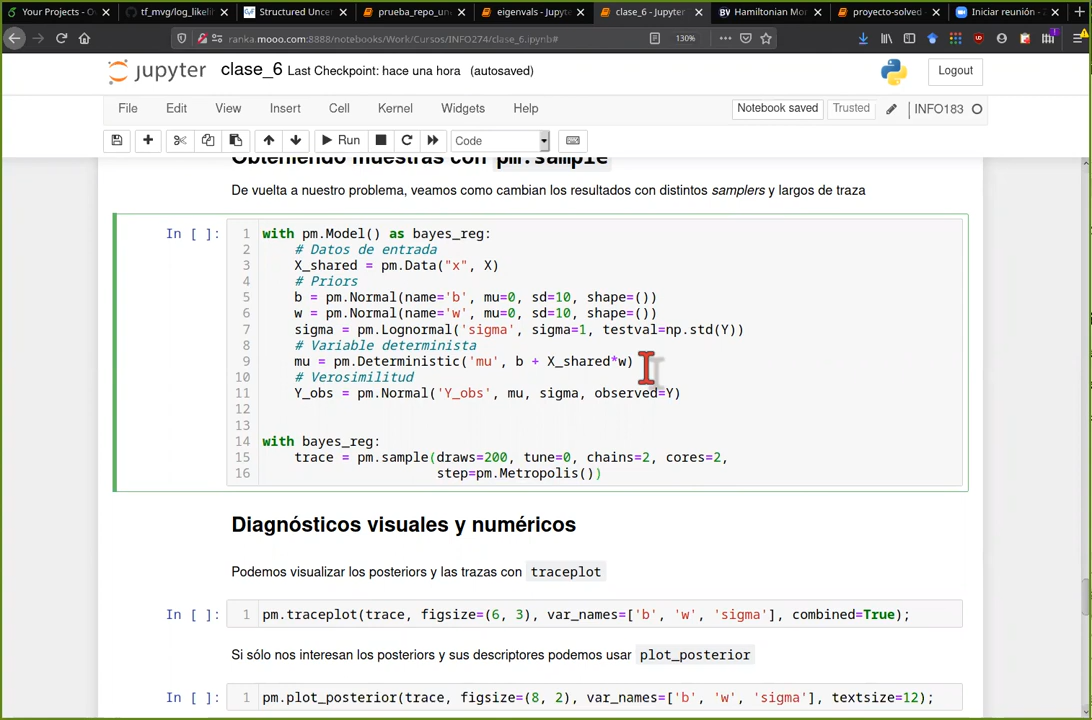 Your Projects - O
tf_mvg/log_likelih
Structured Uncer
prueba_repo_un
eigenvals - Jupyte
clase_6 - Jupyter
Hamiltonian Mon
proyecto-solved -
Iniciar reunión - Z
ranka.mooo.com:8888/notebooks/Work/Cursos/INFO274/clase_6.ipynb#
130%
jupyter clase_6 Last Checkpoint: hace una hora (autosaved)
Logout
File Edit View Insert Cell Kernel Widgets Help
Notebook saved Trusted INFO183
Run Code
Obteniendo muestras con pm.sample
De vuelta a nuestro problema, veamos como cambian los resultados con distintos samplers y largos de traza
In [ ]: 1 with pm.Model() as bayes_reg:
2 # Datos de entrada
3 X_shared = pm.Data("x", X)
4 # Priors
5 b = pm.Normal(name='b', mu=0, sd=10, shape=())
6 w = pm.Normal(name='w', mu=0, sd=10, shape=())
7 sigma = pm.Lognormal('sigma', sigma=1, testval=np.std(Y))
8 # Variable determinista
9 mu = pm.Deterministic('mu', b + X_shared*w)
10 # Verosimilitud
11 Y_obs = pm.Normal('Y_obs', mu, sigma, observed=Y)
12
13
14 with bayes_reg:
15 trace = pm.sample(draws=200, tune=0, chains=2, cores=2,
16 step=pm.Metropolis())
Diagnósticos visuales y numéricos
Podemos visualizar los posteriors y las trazas con traceplot
In [ ]: 1 pm.traceplot(trace, figsize=(6, 3), var_names=['b', 'w', 'sigma'], combined=True);
Si sólo nos interesan los posteriors y sus descriptores podemos usar plot_posterior
In [ ]: 1 pm.plot_posterior(trace, figsize=(8, 2), var_names=['b', 'w', 'sigma'], textsize=12);